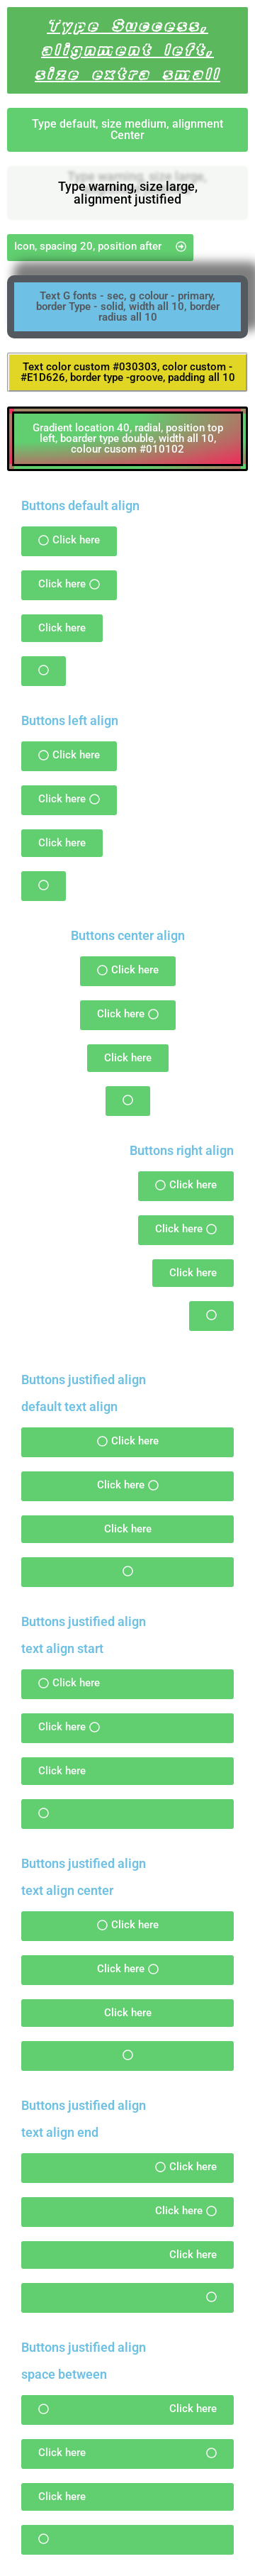 Type Success,
alignment left,
size extra small
Type default, size medium, alignment
Center
Type warning, size large,
alignment justified
Icon, spacing 20, position after
Text G fonts - sec, g colour - primary,
border Type - solid, width all 10, border
radius all 10
Text color custom #030303, color custom -
#E1D626, border type -groove, padding all 10
Gradient location 40, radial, position top
left, boarder type double, width all 10,
colour cusom #010102
Buttons default align
Click here
Click here
Click here
Buttons left align
Click here
Click here
Click here
Buttons center align
Click here
Click here
Click here
Buttons right align
Click here
Click here
Click here
Buttons justified align
default text align
Click here
Click here
Click here
Buttons justified align
text align start
Click here
Click here
Click here
Buttons justified align
text align center
Click here
Click here
Click here
Buttons justified align
text align end
Click here
Click here
Click here
Buttons justified align
space between
Click here
Click here
Click here